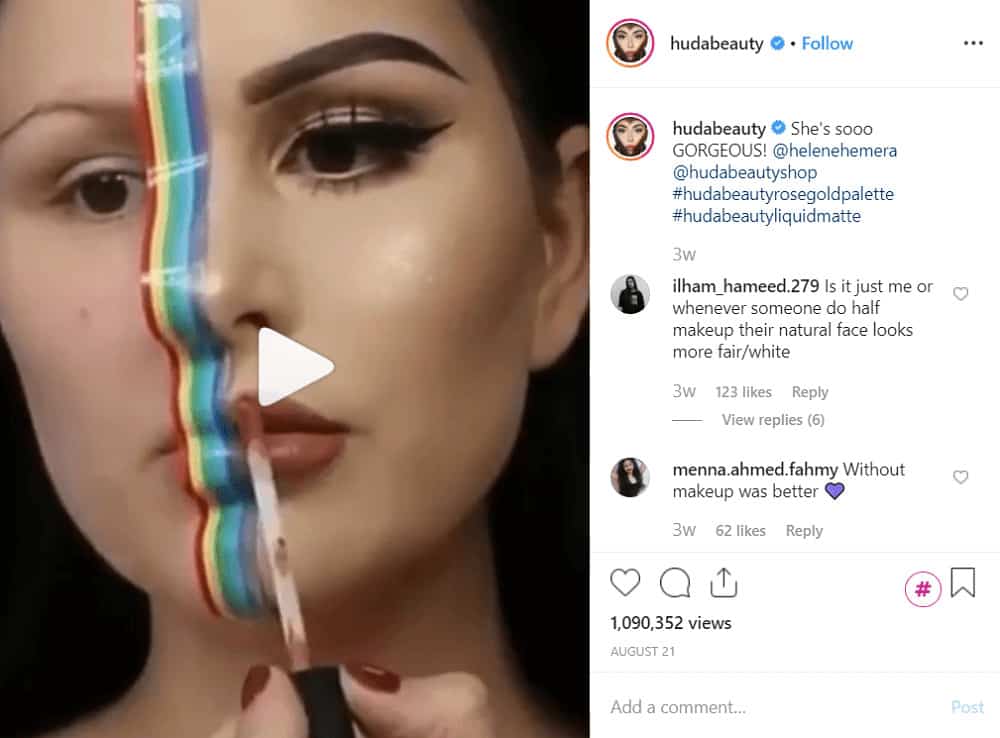 hudabeauty • Follow
hudabeauty She's sooo
GORGEOUS! @helenehemera
@hudabeautyshop
#hudabeautyrosegoldpalette
#hudabeautyliquidmatte
3w
ilham_hameed.279 Is it just me or
whenever someone do half
makeup their natural face looks
more fair/white
3w 123 likes Reply
View replies (6)
menna.ahmed.fahmy Without
makeup was better 💜
3w 62 likes Reply
#
1,090,352 views
AUGUST 21
Add a comment... Post